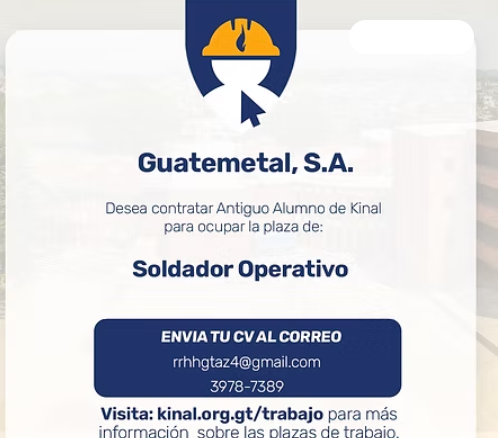 Guatemetal, S.A.
Desea contratar Antiguo Alumno de Kinal
para ocupar la plaza de:
Soldador Operativo
ENVIA TU CV AL CORREO
rrhhgtaz4@gmail.com
3978-7389
Visita: kinal.org.gt/trabajo para más
información sobre las plazas de trabajo.